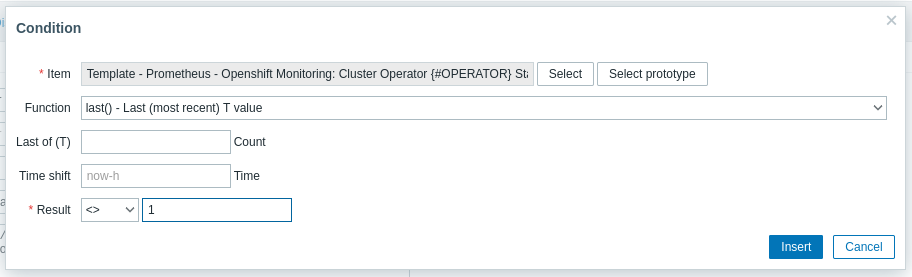 Condition
* Item Template - Prometheus - Openshift Monitoring: Cluster Operator {#OPERATOR} Sta Select Select prototype
Function last() - Last (most recent) T value
Last of (T) Count
Time shift now-h Time
* Result <> 1
Insert Cancel